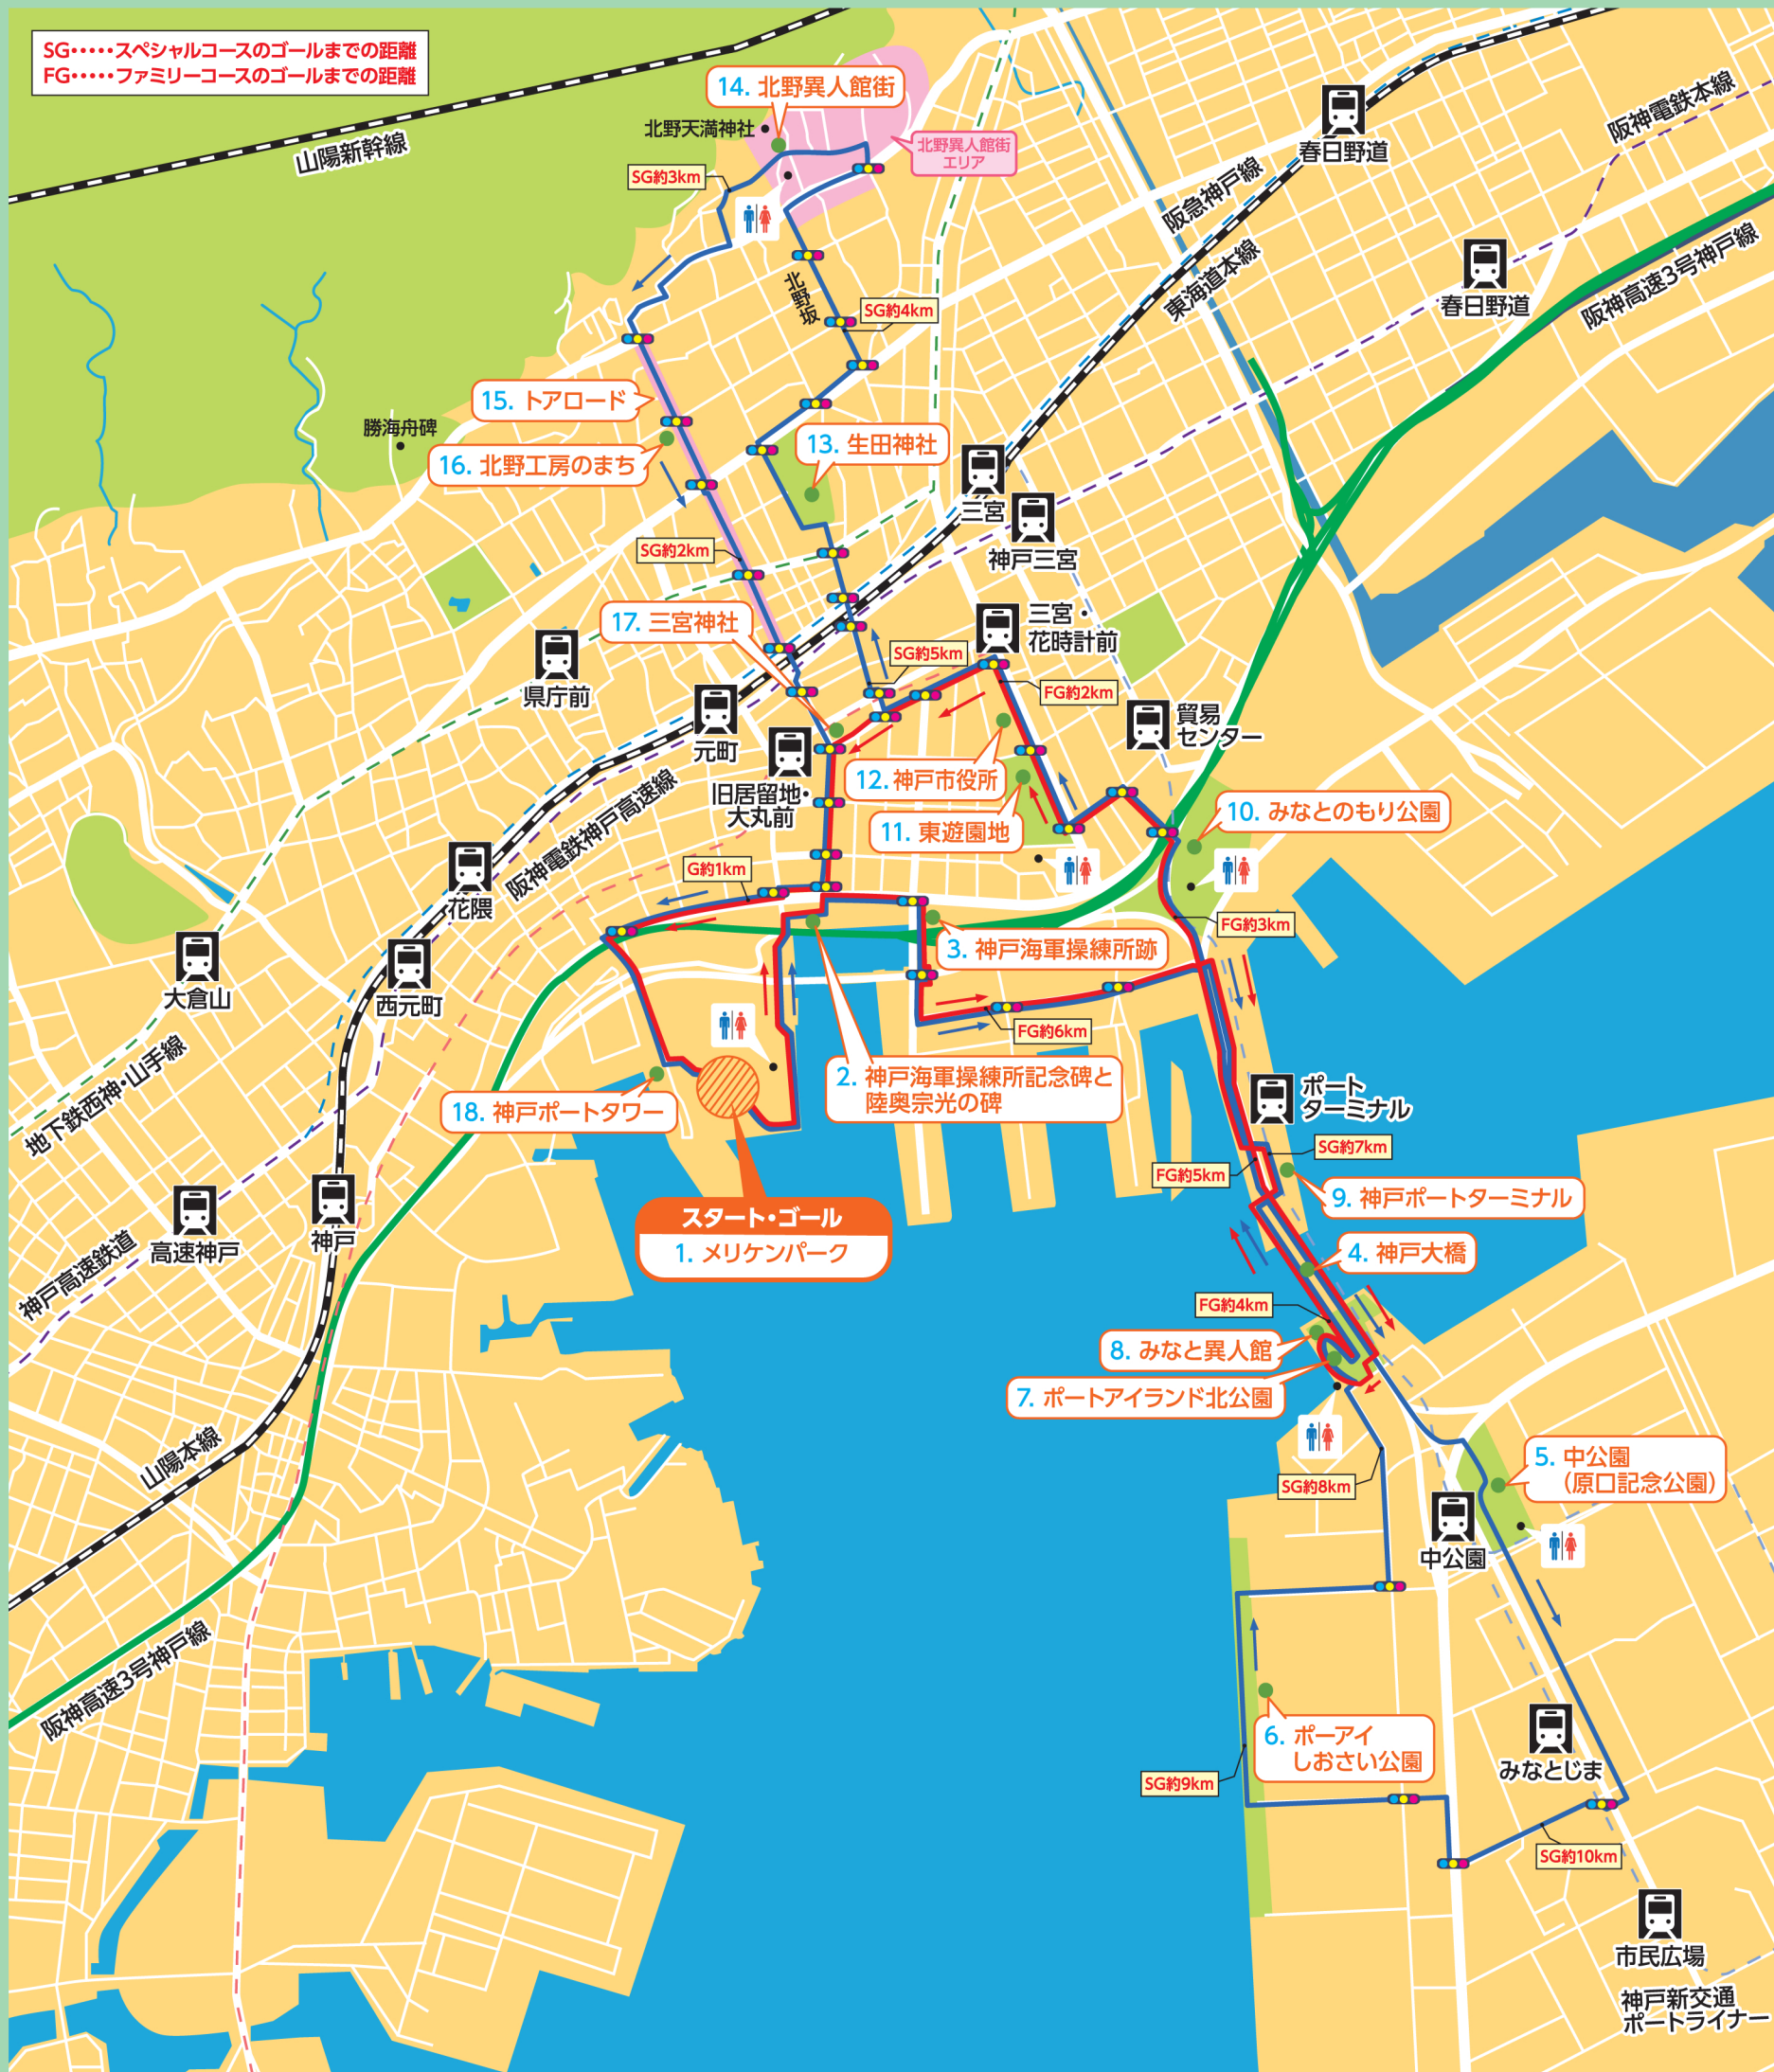 SG‥‥‥スペシャルコースのゴールまでの距離
FG‥‥‥ファミリーコースのゴールまでの距離
山陽新幹線
14. 北野異人館街
北野天満神社
北野異人館街
エリア
SG約3km
春日野道
阪神電鉄本線
阪急神戸線
東海道本線
春日野道
阪神高速3号神戸線
北野坂
SG約4km
15. トアロード
勝海舟碑
16. 北野工房のまち
13. 生田神社
三宮
神戸三宮
SG約2km
17. 三宮神社
三宮・
花時計前
県庁前
SG約5km
FG約2km
元町
貿易
センター
旧居留地・
大丸前
12. 神戸市役所
11. 東遊園地
10. みなとのもり公園
阪神電鉄神戸高速線
G約1km
花隈
FG約3km
3. 神戸海軍操練所跡
大倉山
西元町
FG約6km
地下鉄西神・山手線
2. 神戸海軍操練所記念碑と
陸奥宗光の碑
18. 神戸ポートタワー
ポート
ターミナル
SG約7km
FG約5km
9. 神戸ポートターミナル
スタート・ゴール
1. メリケンパーク
神戸
高速神戸
神戸高速鉄道
4. 神戸大橋
FG約4km
8. みなと異人館
7. ポートアイランド北公園
山陽本線
SG約8km
5. 中公園
（原口記念公園）
中公園
阪神高速3号神戸線
6. ポーアイ
しおさい公園
みなとじま
SG約9km
SG約10km
市民広場
神戸新交通
ポートライナー